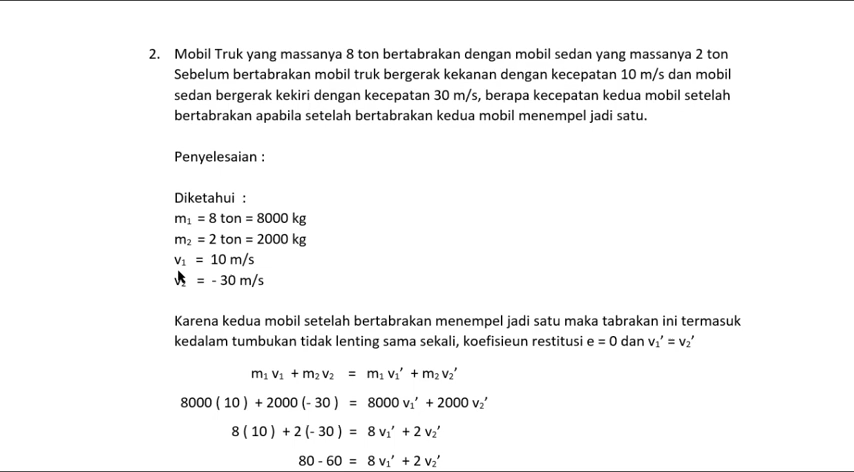 2. Mobil Truk yang massanya 8 ton bertabrakan dengan mobil sedan yang massanya 2 ton
Sebelum bertabrakan mobil truk bergerak kekanan dengan kecepatan 10 m/s dan mobil
sedan bergerak kekiri dengan kecepatan 30 m/s, berapa kecepatan kedua mobil setelah
bertabrakan apabila setelah bertabrakan kedua mobil menempel jadi satu.
Penyelesaian :
Diketahui :
m₁ = 8 ton = 8000 kg
m₂ = 2 ton = 2000 kg
v₁ = 10 m/s
v₂ = - 30 m/s
Karena kedua mobil setelah bertabrakan menempel jadi satu maka tabrakan ini termasuk
kedalam tumbukan tidak lenting sama sekali, koefisieun restitusi e = 0 dan v₁' = v₂'
m₁ v₁ + m₂ v₂ = m₁ v₁' + m₂ v₂'
8000 ( 10 ) + 2000 (- 30 ) = 8000 v₁' + 2000 v₂'
8 ( 10 ) + 2 (- 30 ) = 8 v₁' + 2 v₂'
80 - 60 = 8 v₁' + 2 v₂'